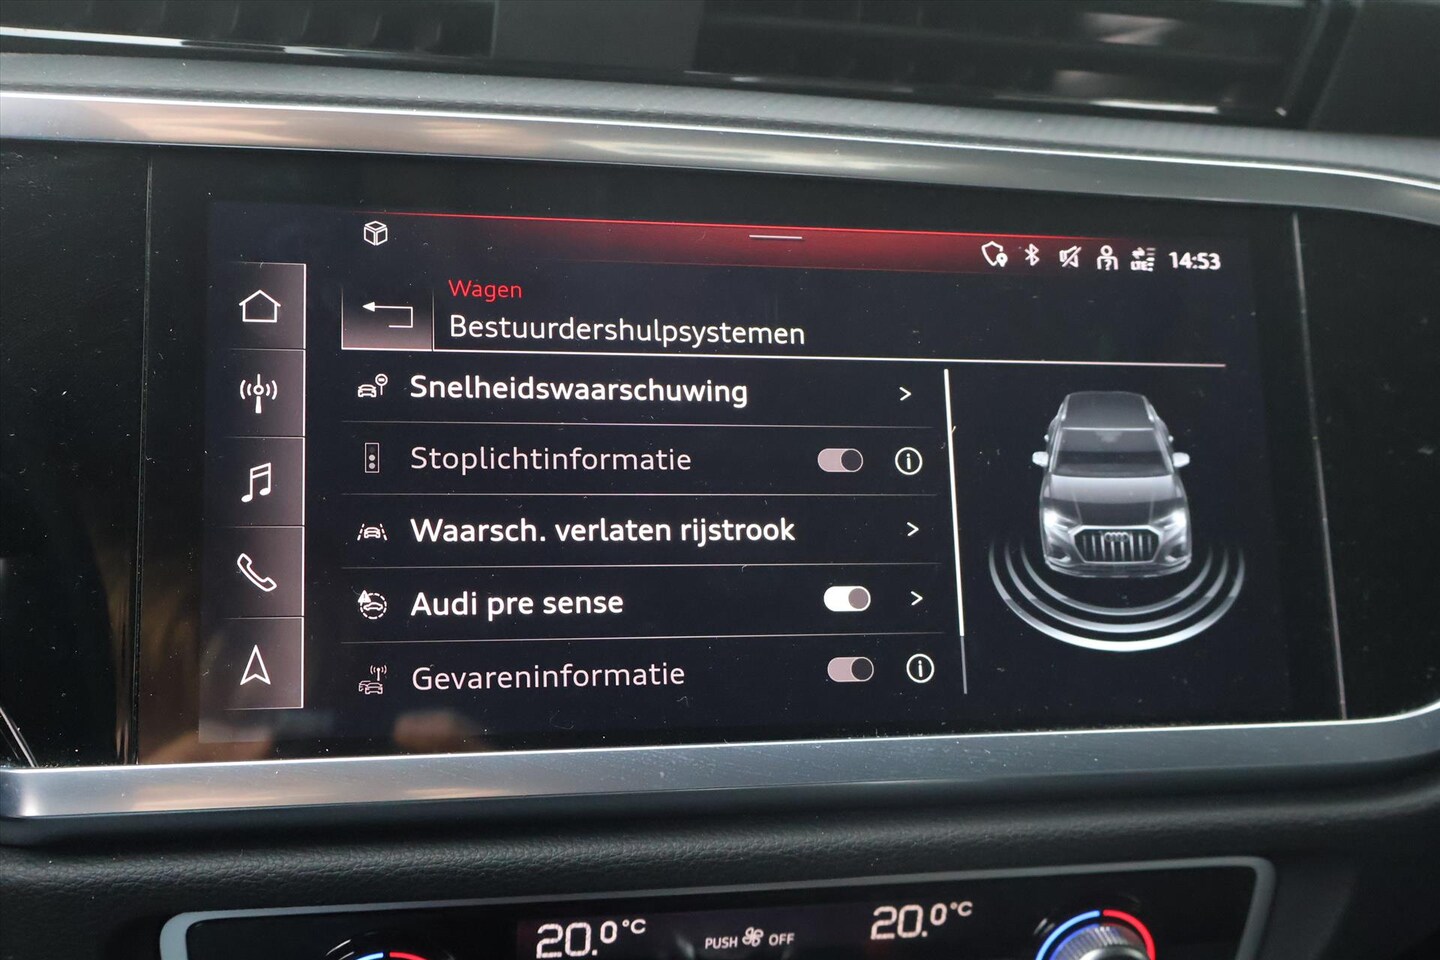 LTE 14:53
Wagen
Bestuurdershulpsystemen
Snelheidswaarschuwing
Stoplichtinformatie
Waarsch. verlaten rijstrook
Audi pre sense
Gevareninformatie
20.0°C PUSH OFF 20.0°C